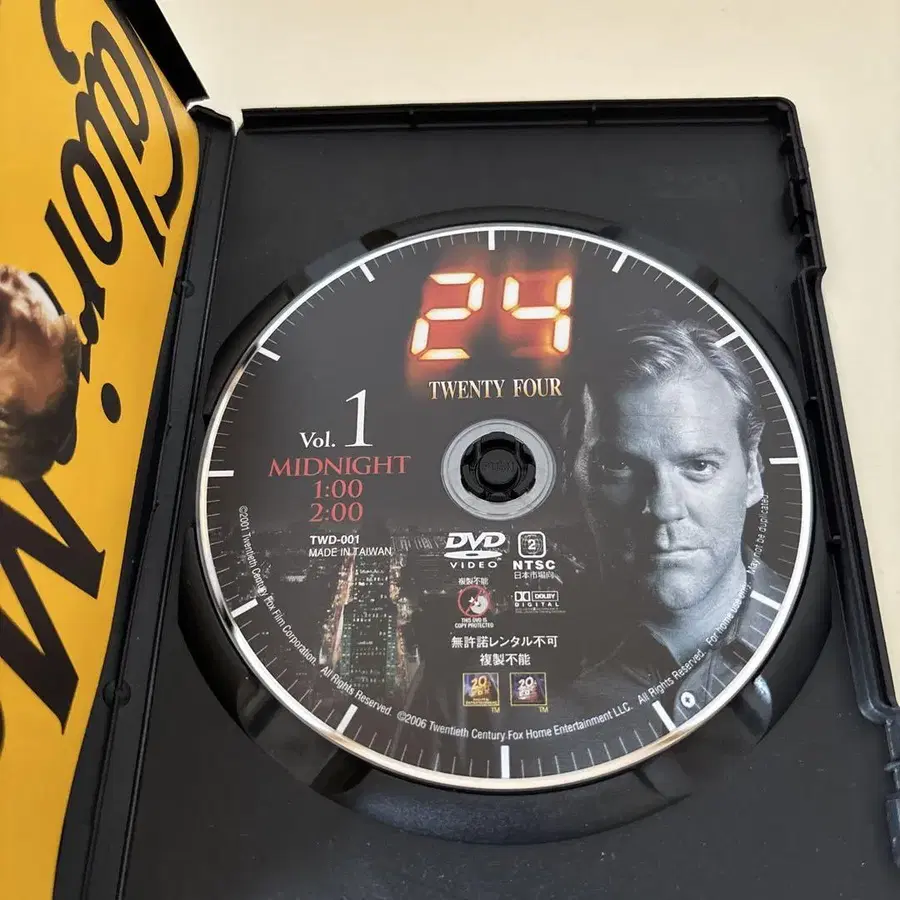 24
TWENTY FOUR
Vol. 1
MIDNIGHT
1:00
2:00
TWD-001
MADE IN TAIWAN
DVD
VIDEO
2
NTSC
日本市場向
複製不能
THIS DVD IS
COPY PROTECTED
DOLBY
DIGITAL
無許諾レンタル不可
複製不能
TM
TM
©2001 Twentieth Century Fox Film Corporation. All Rights Reserved. ©2006 Twentieth Century Fox Home Entertainment LLC. All Rights Reserved. For home use only. May not be duplicated